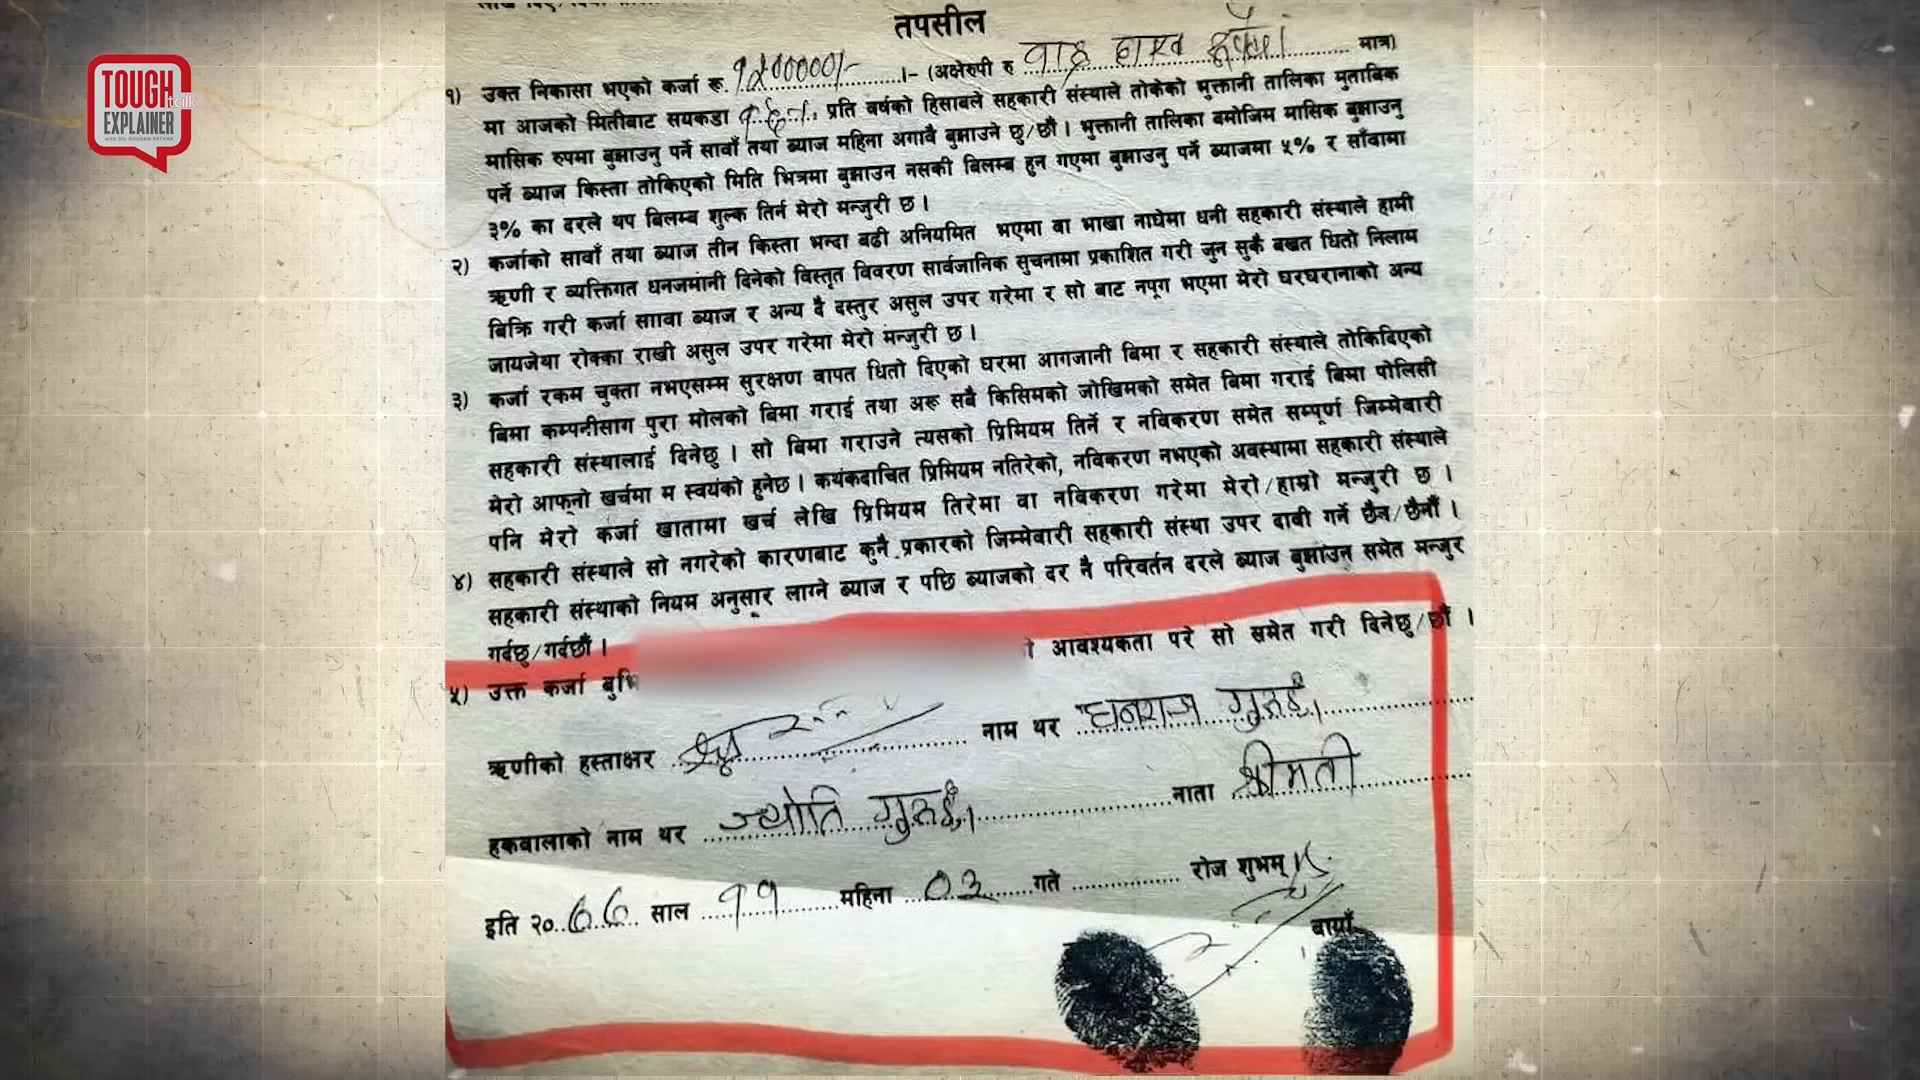 TOUGH
talk
EXPLAINER
WITH DIL BHUSAN PATHAK
तपसील
१) उक्त निकासा भएको कर्जा रू. ।- (अक्षेरुपी रु मात्र)
मा आजको मितीबाट सयकडा प्रति वर्षको हिसाबले सहकारी संस्थाले तोकेको भुक्तानी तालिका मुताबिक
मासिक रुपमा बुझाउनु पर्ने सावाँ तथा ब्याज महिना अगावै बुझाउने छु/छौं । भुक्तानी तालिका बमोजिम मासिक बुझाउनु
पर्ने ब्याज किस्ता तोकिएको मिति भित्रमा बुझाउन नसकी बिलम्ब हुन गएमा बुझाउनु पर्ने ब्याजमा ५% र साँवामा
३% का दरले थप बिलम्ब शुल्क तिर्न मेरो मन्जुरी छ ।
२) कर्जाको सावाँ तथा ब्याज तीन किस्ता भन्दा बढी अनियमित भएमा वा भाखा नाघेमा धनी सहकारी संस्थाले हामी
ऋणी र व्यक्तिगत धनजमानी दिनेको विस्तृत विवरण सार्वजानिक सुचनामा प्रकाशित गरी जुन सुकै बखत धितो निलाम
बिक्रि गरी कर्जा साावा ब्याज र अन्य दै दस्तुर असुल उपर गरेमा र सो बाट नपूग भएमा मेरो घरघरानाको अन्य
जायजेथा रोक्का राखी असुल उपर गरेमा मेरो मन्जुरी छ ।
३) कर्जा रकम चुक्ता नभएसम्म सुरक्षण वापत धितो दिएको घरमा आगजानी बिमा र सहकारी संस्थाले तोकिदिएको
बिमा कम्पनीसाग पुरा मोलको बिमा गराई तथा अरू सबै किसिमको जोखिमको समेत बिमा गराई बिमा पोलिसी
सहकारी संस्थालाई दिनेछु । सो बिमा गराउने त्यसको प्रिमियम तिर्ने र नविकरण समेत सम्पूर्ण जिम्मेबारी
मेरो आफ्नो खर्चमा म स्वयंको हुनेछ । कथंकदाचित प्रिमियम नतिरेको, नविकरण नभएको अवस्थामा सहकारी संस्थाले
पनि मेरो कर्जा खातामा खर्च लेखि प्रिमियम तिरेमा वा नविकरण गरेमा मेरो/हाम्रो मन्जुरी छ ।
सहकारी संस्थाले सो नगरेको कारणबाट कुनै प्रकारको जिम्मेबारी सहकारी संस्था उपर दाबी गर्ने छैन/छैनौं ।
४) सहकारी संस्थाको नियम अनुसार लाग्ने ब्याज र पछि ब्याजको दर नै परिवर्तन दरले ब्याज बुझाउन समेत मन्जुर
गर्दछु/गर्दछौं ।
५) उक्त कर्जा आवश्यकता परे सो समेत गरी दिनेछु/छौं ।
ऋणीको हस्ताक्षर नाम थर घनराज गुरुङ
हकवालाको नाम थर ज्योति गुरुङ नाता श्रीमती
इति २०६६ साल ११ महिना ०३ गते रोज शुभम्
बायाँ